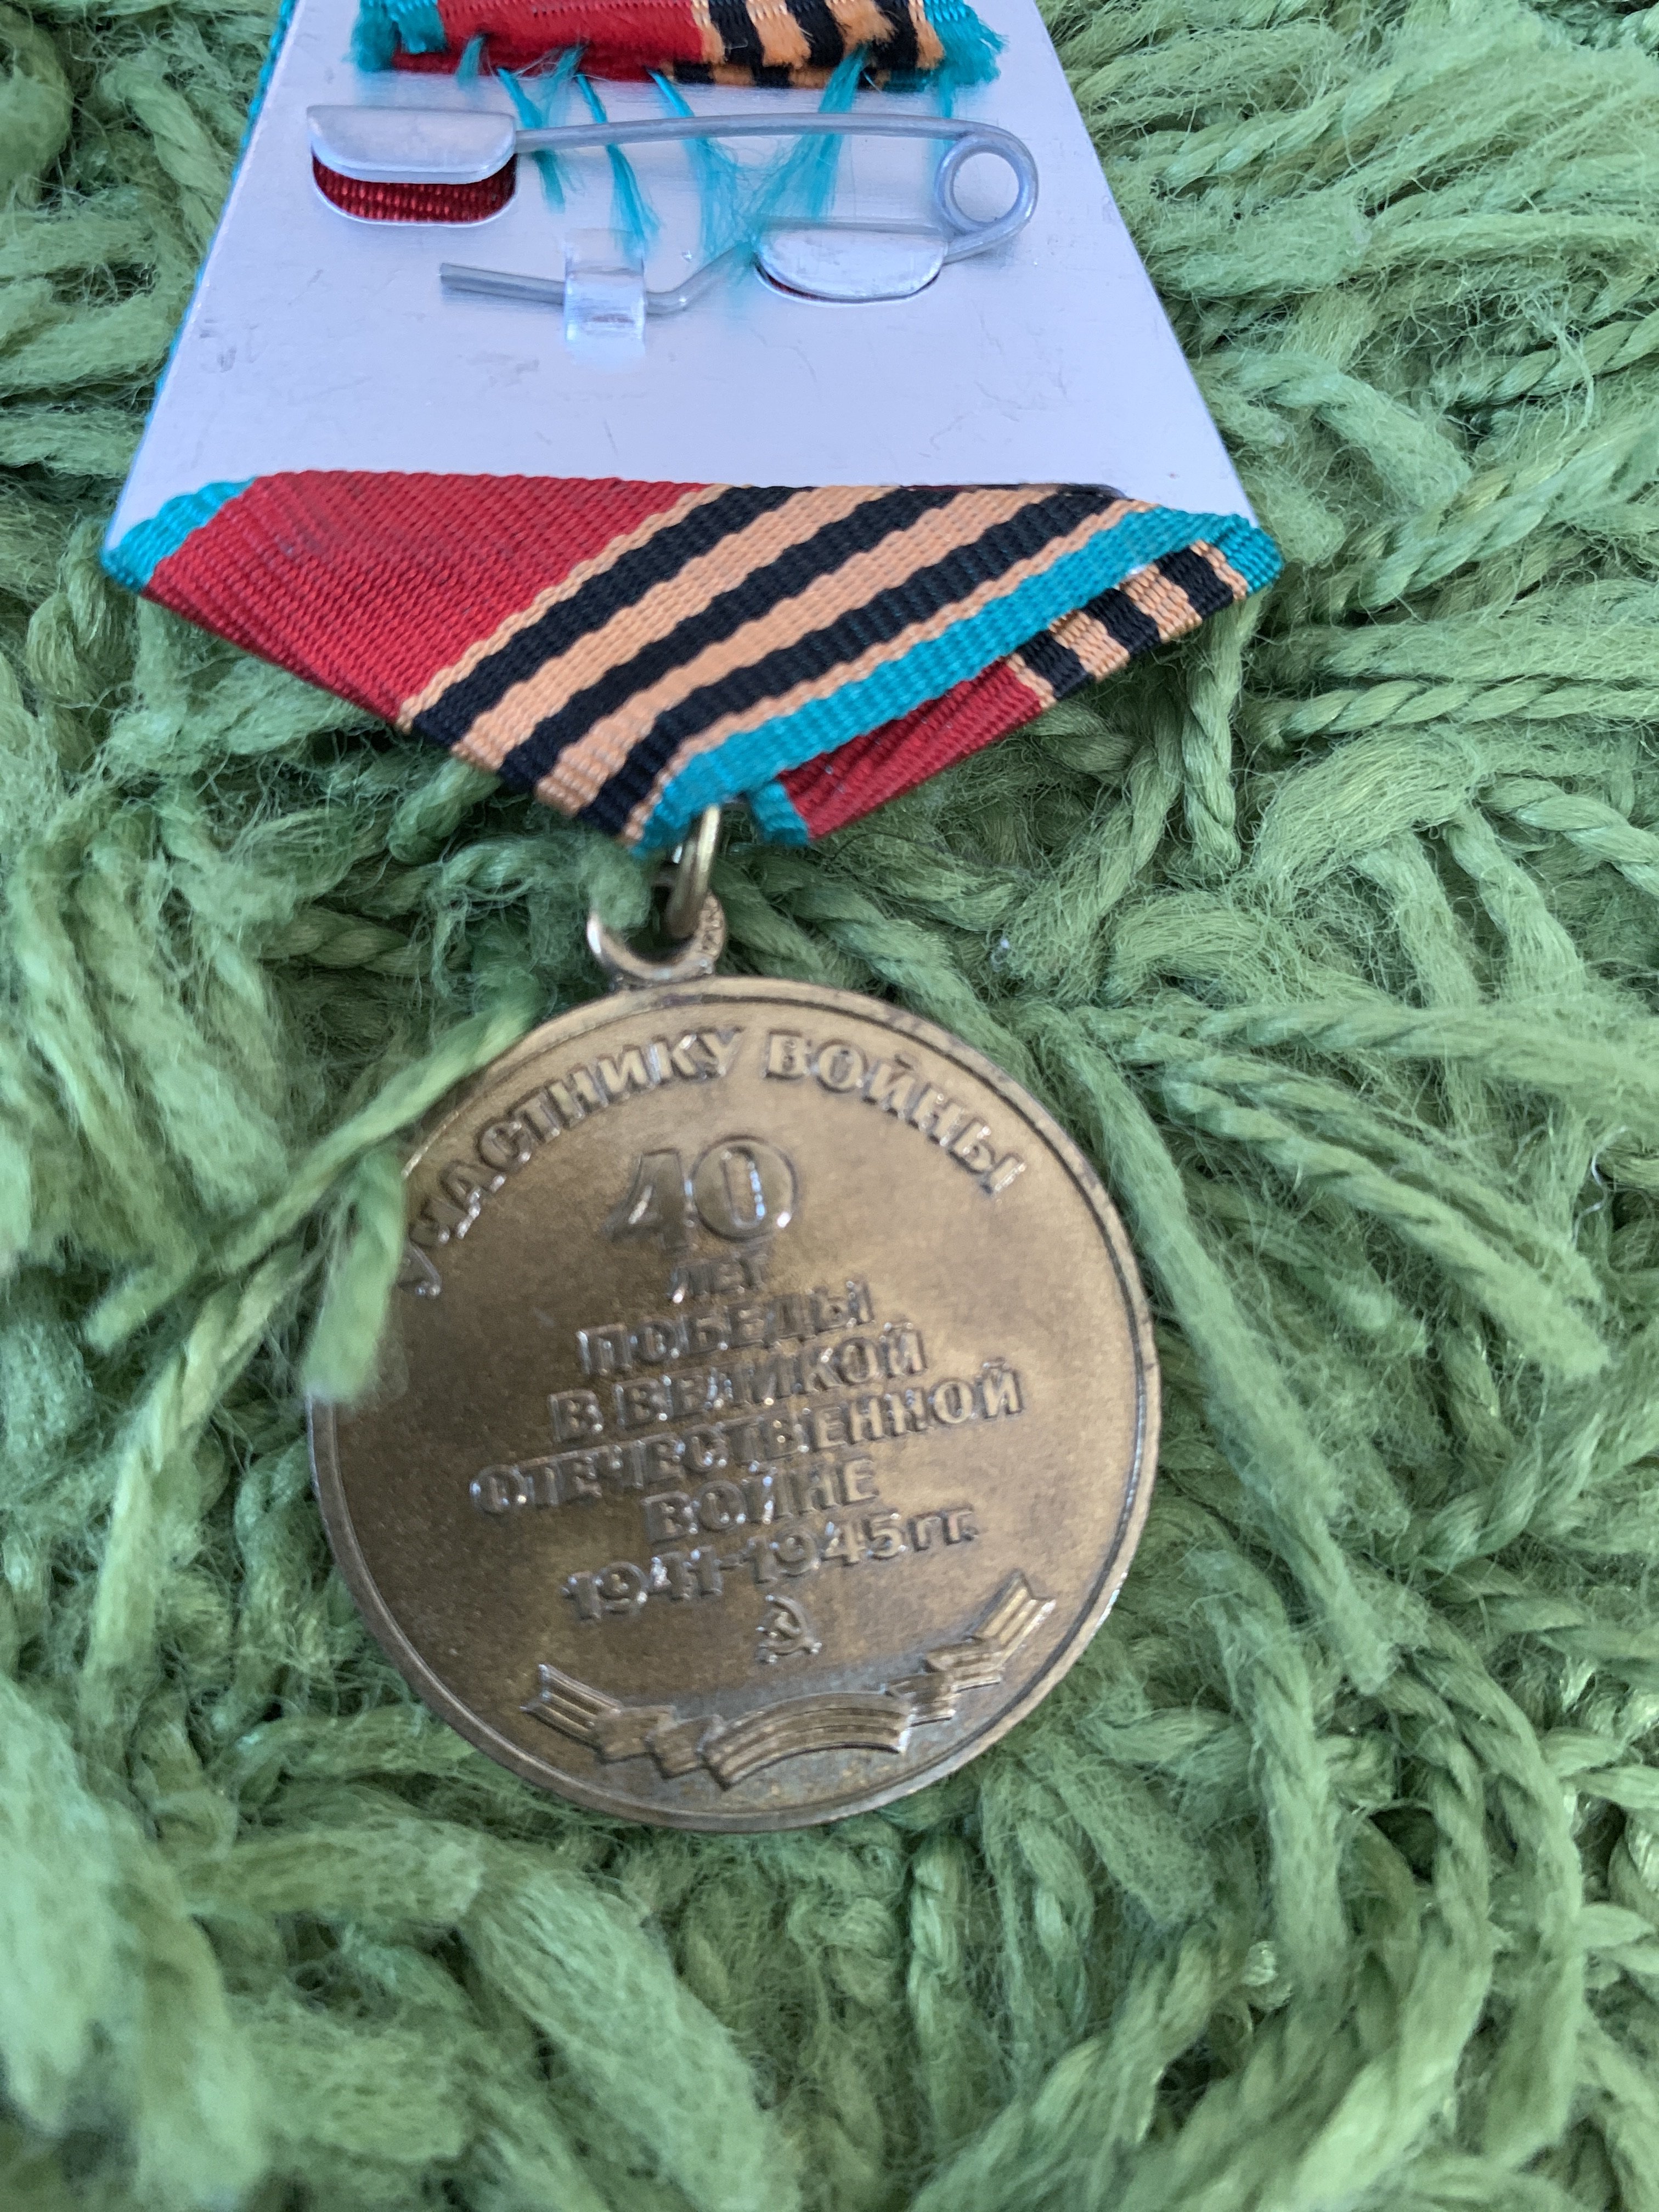 УЧАСТНИКУ ВОЙНЫ
40
ЛЕТ
ПОБЕДЫ
В ВЕЛИКОЙ
ОТЕЧЕСТВЕННОЙ
ВОЙНЕ
1941-1945гг.